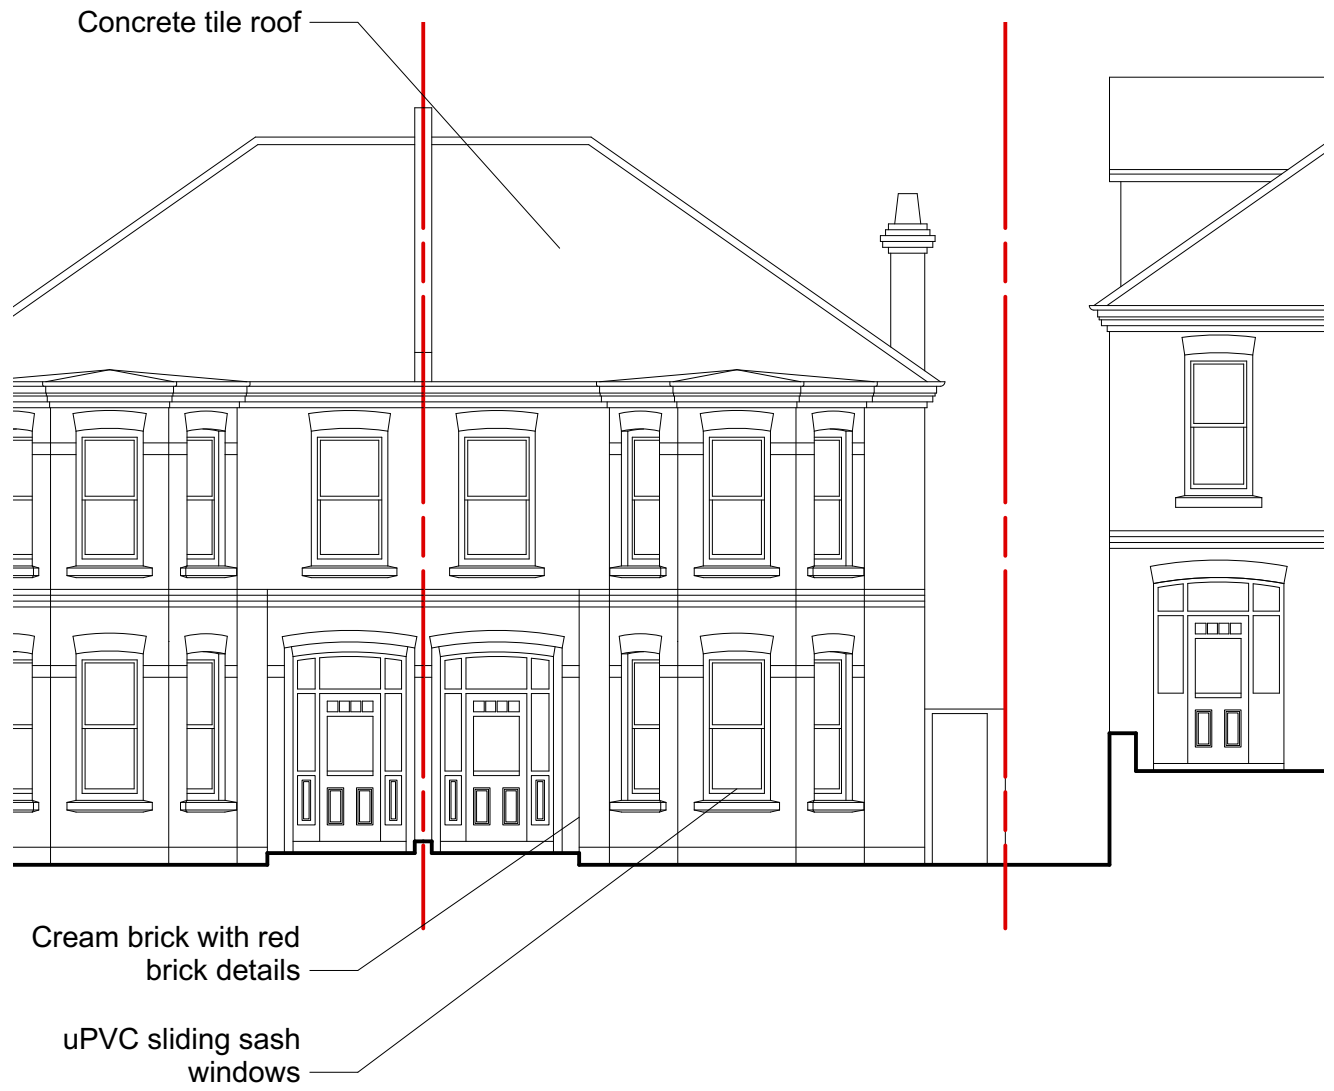 Concrete tile roof
Cream brick with red
brick details
uPVC sliding sash
windows